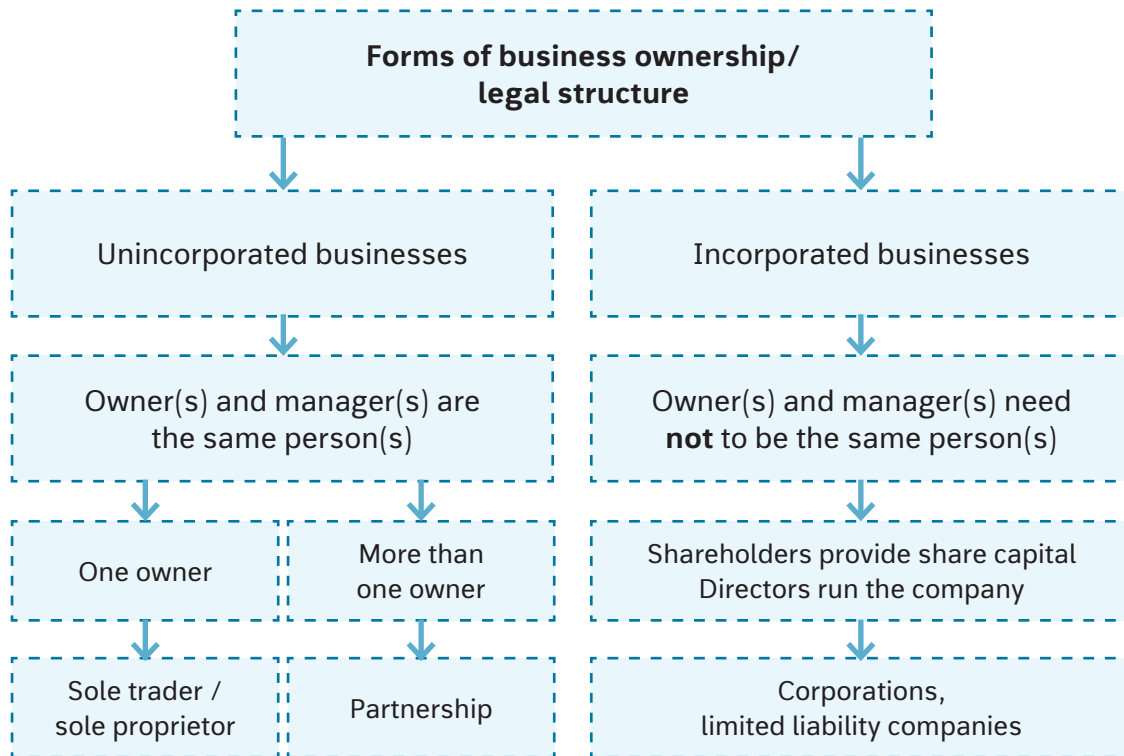 Forms of business ownership/
legal structure
Unincorporated businesses
Incorporated businesses
Owner(s) and manager(s) are
the same person(s)
Owner(s) and manager(s) need
not to be the same person(s)
One owner
More than
one owner
Shareholders provide share capital
Directors run the company
Sole trader /
sole proprietor
Partnership
Corporations,
limited liability companies